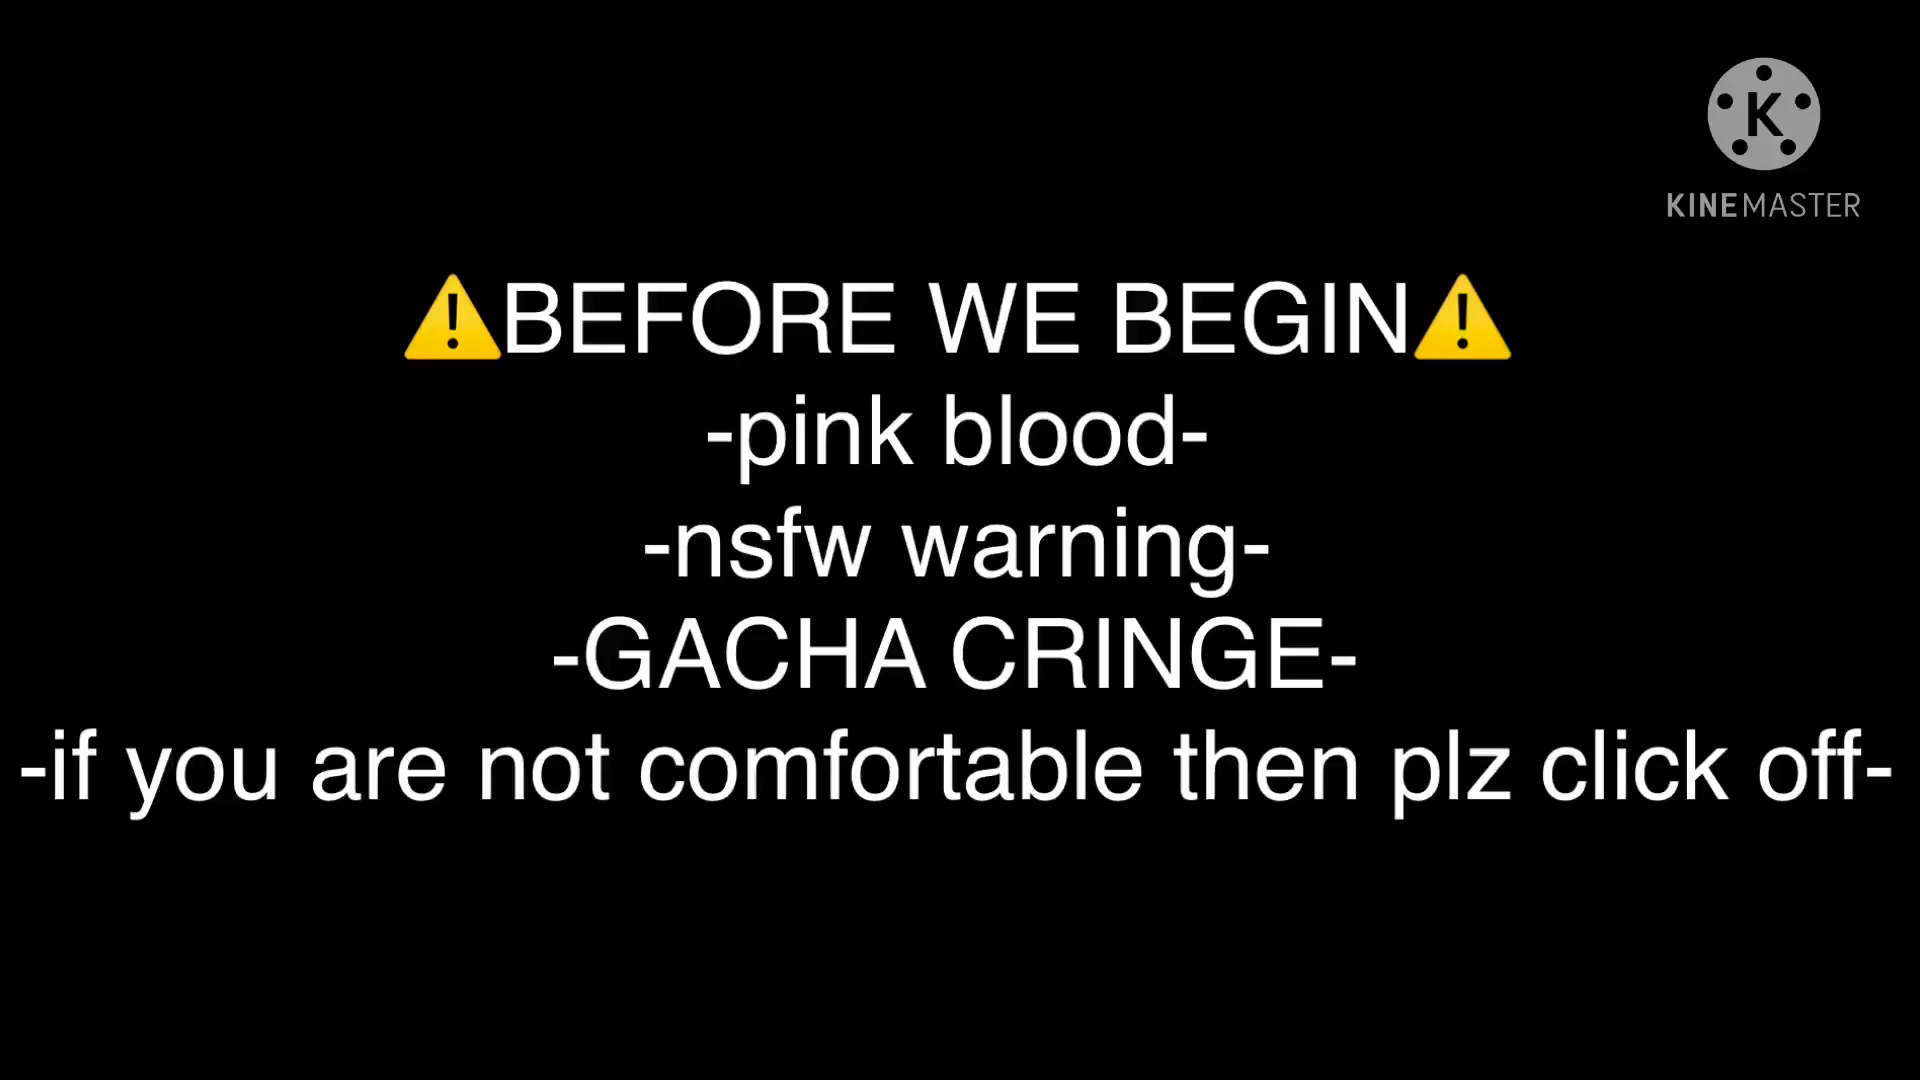 K
KINEMASTER
⚠️BEFORE WE BEGIN⚠️
-pink blood-
-nsfw warning-
-GACHA CRINGE-
-if you are not comfortable then plz click off-